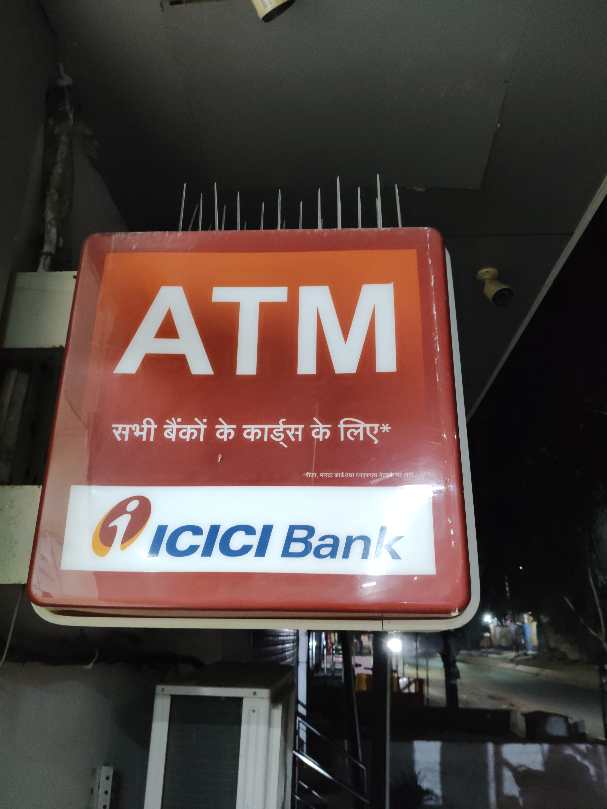 ATM
सभी बैंकों के कार्ड्स के लिए*
ICICI Bank